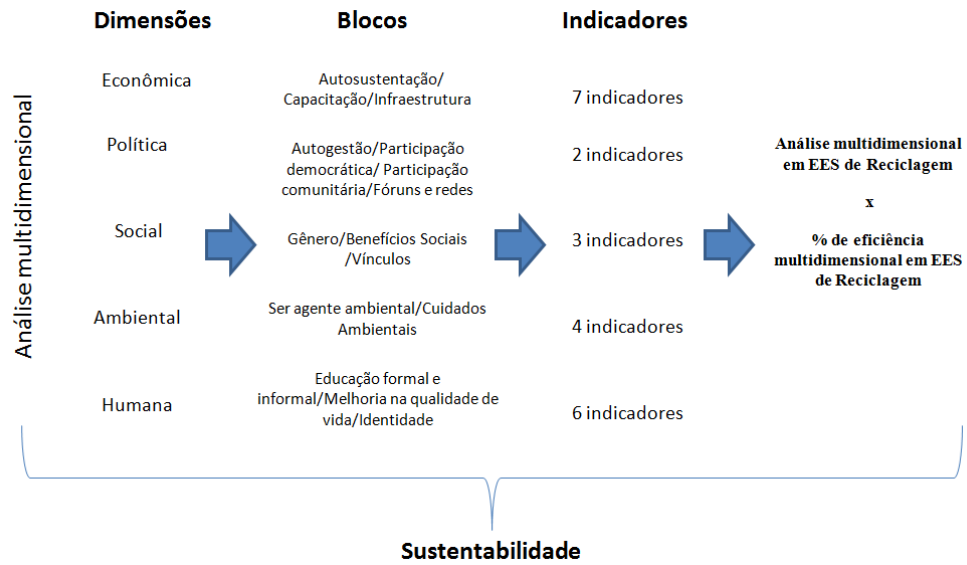 Dimensões
Blocos
Indicadores
Análise multidimensional
Econômica
Autosustentação/
Capacitação/Infraestrutura
7 indicadores
Política
Autogestão/Participação
democrática/ Participação
comunitária/Fóruns e redes
2 indicadores
Social
Gênero/Benefícios Sociais
/Vínculos
3 indicadores
Ambiental
Ser agente ambiental/Cuidados
Ambientais
4 indicadores
Humana
Educação formal e
informal/Melhoria na qualidade de
vida/Identidade
6 indicadores
Análise multidimensional
em EES de Reciclagem
x
% de eficiência
multidimensional em EES
de Reciclagem
Sustentabilidade